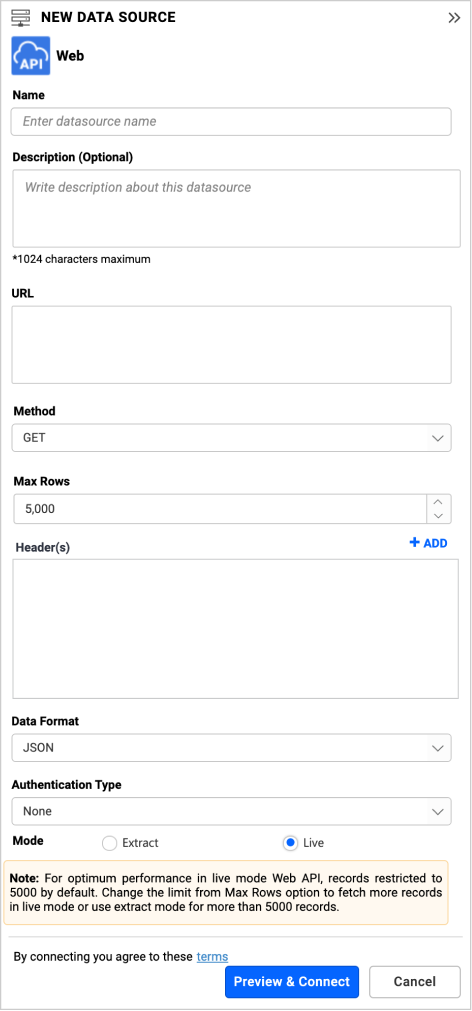 NEW DATA SOURCE
API Web
Name
Enter datasource name
Description (Optional)
Write description about this datasource
*1024 characters maximum
URL
Method
GET
Max Rows
5,000
Header(s) + ADD
Data Format
JSON
Authentication Type
None
Mode Extract Live
Note: For optimum performance in live mode Web API, records restricted to
5000 by default. Change the limit from Max Rows option to fetch more records
in live mode or use extract mode for more than 5000 records.
By connecting you agree to these terms
Preview & Connect Cancel